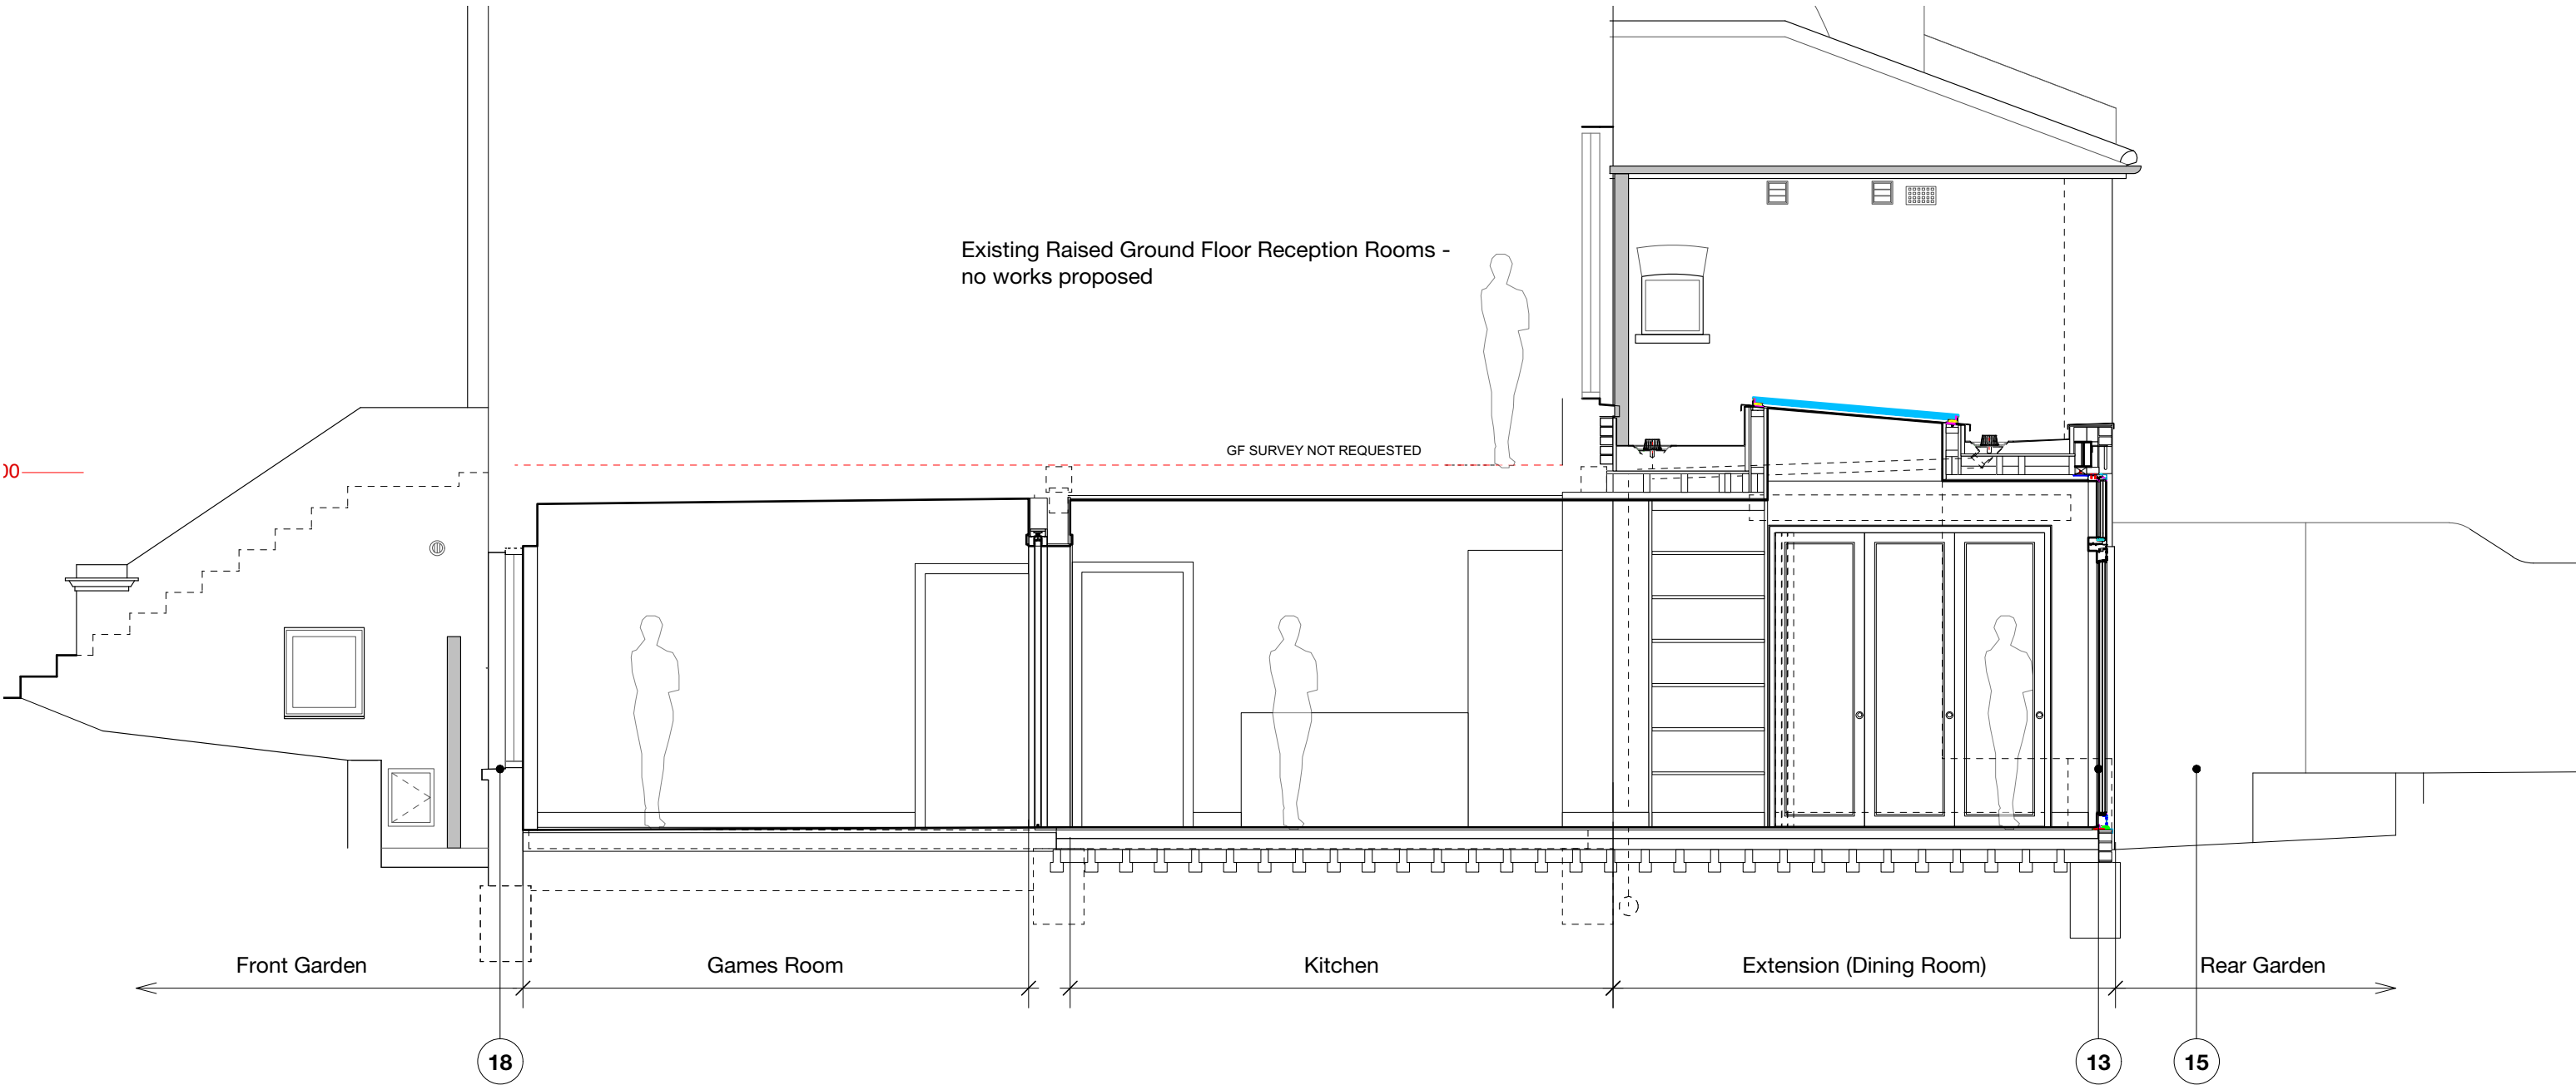 Existing Raised Ground Floor Reception Rooms -
no works proposed
GF SURVEY NOT REQUESTED
00
Front Garden
Games Room
Kitchen
Extension (Dining Room)
Rear Garden
18
13
15